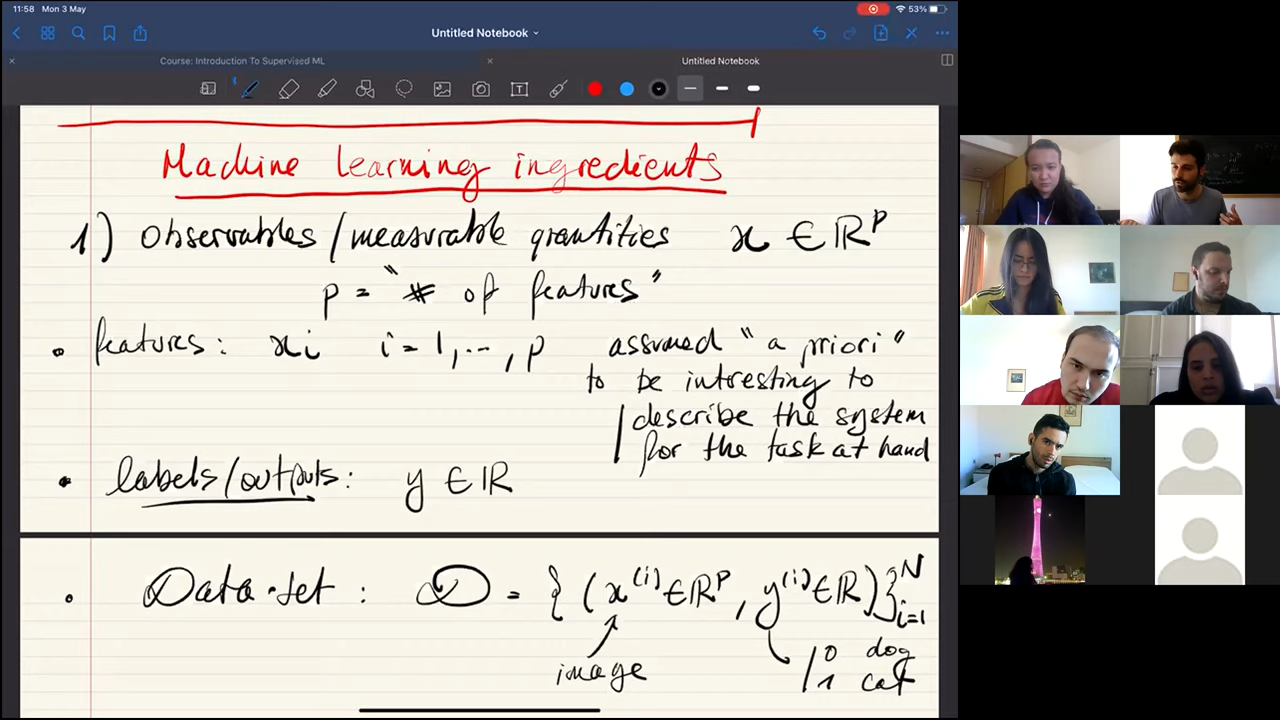 11:58 Mon 3 May
53%
Untitled Notebook
Course: Introduction To Supervised ML
Untitled Notebook
Machine learning ingredients
1) Observables/measurable quantities x ∈ ℝᵖ
p = "# of features"
• features: xi i = 1, ..., p assumed "a priori"
to be intresting to
describe the system
for the task at hand
• labels/outputs: y ∈ ℝ
• Data-set : 𝒟 = { (x⁽ⁱ⁾ ∈ ℝᵖ, y⁽ⁱ⁾ ∈ ℝ) }ᴺᵢ₌₁
image
0 dog
1 cat